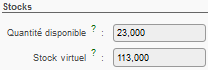 Stocks
Quantité disponible ? : 23,000
Stock virtuel ? : 113,000